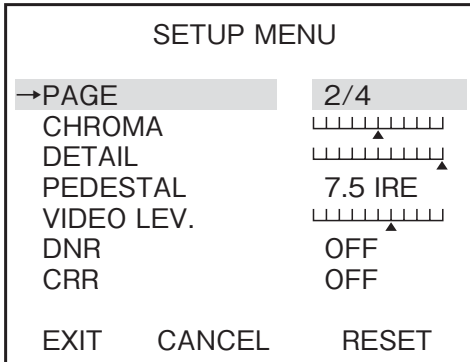 SETUP MENU
→PAGE 2/4
CHROMA
DETAIL
PEDESTAL 7.5 IRE
VIDEO LEV.
DNR OFF
CRR OFF
EXIT CANCEL RESET